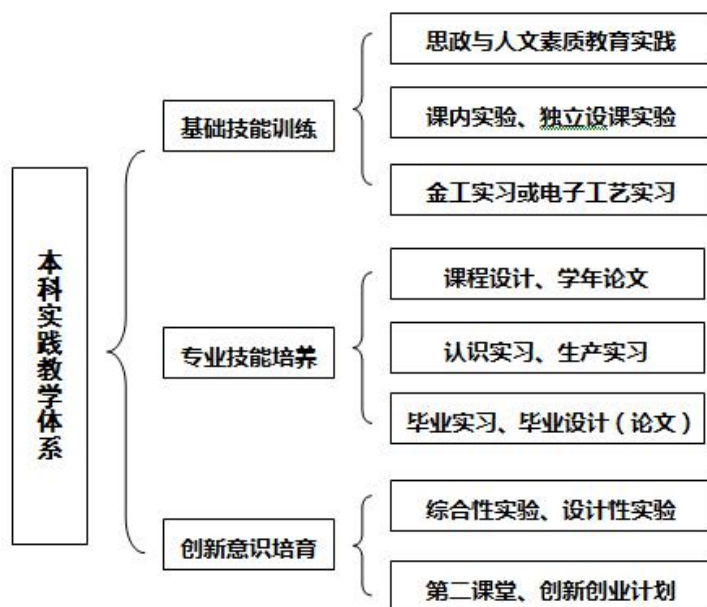 本科实践教学体系
基础技能训练
思政与人文素质教育实践
课内实验、独立设课实验
金工实习或电子工艺实习
专业技能培养
课程设计、学年论文
认识实习、生产实习
毕业实习、毕业设计（论文）
创新意识培育
综合性实验、设计性实验
第二课堂、创新创业计划